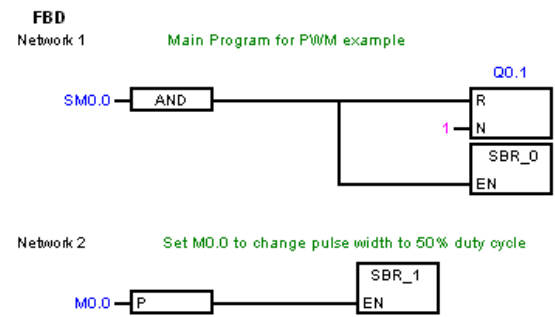 FBD
Network 1 Main Program for PWM example
Q0.1
SM0.0 AND R
1 N
SBR_0
EN
Network 2 Set M0.0 to change pulse width to 50% duty cycle
SBR_1
M0.0 P EN